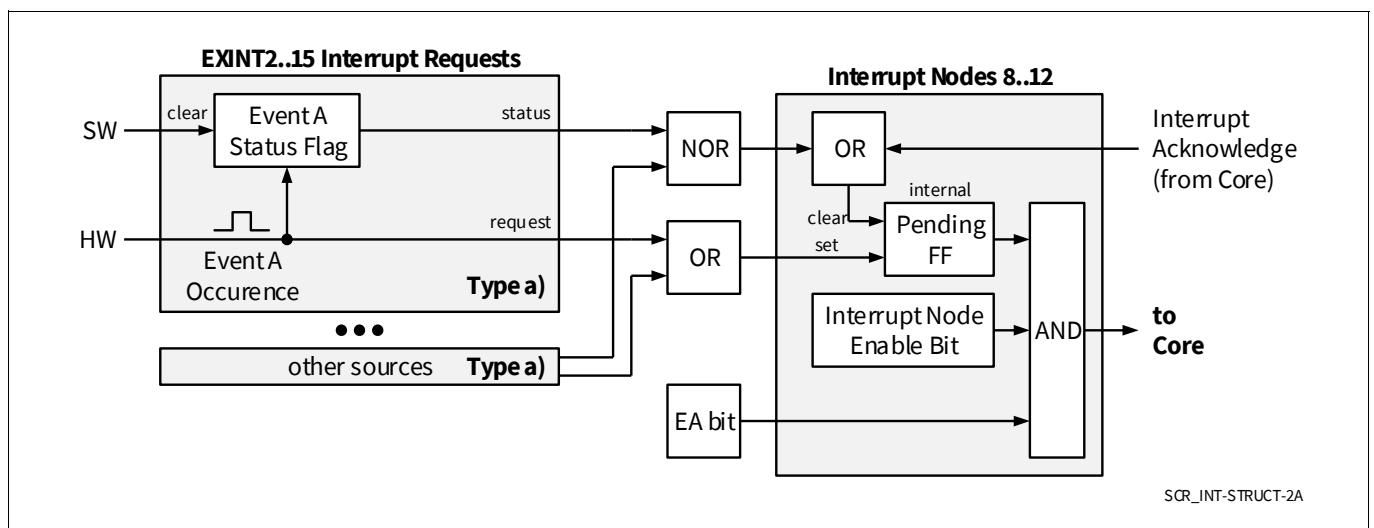 EXINT2..15 Interrupt Requests
Interrupt Nodes 8..12
SW
clear
Event A
Status Flag
status
NOR
OR
Interrupt
Acknowledge
(from Core)
internal
clear
Pending
FF
HW
request
OR
set
Event A
Occurence
Type a)
Interrupt Node
Enable Bit
AND
to
Core
other sources
Type a)
EA bit
SCR_INT-STRUCT-2A